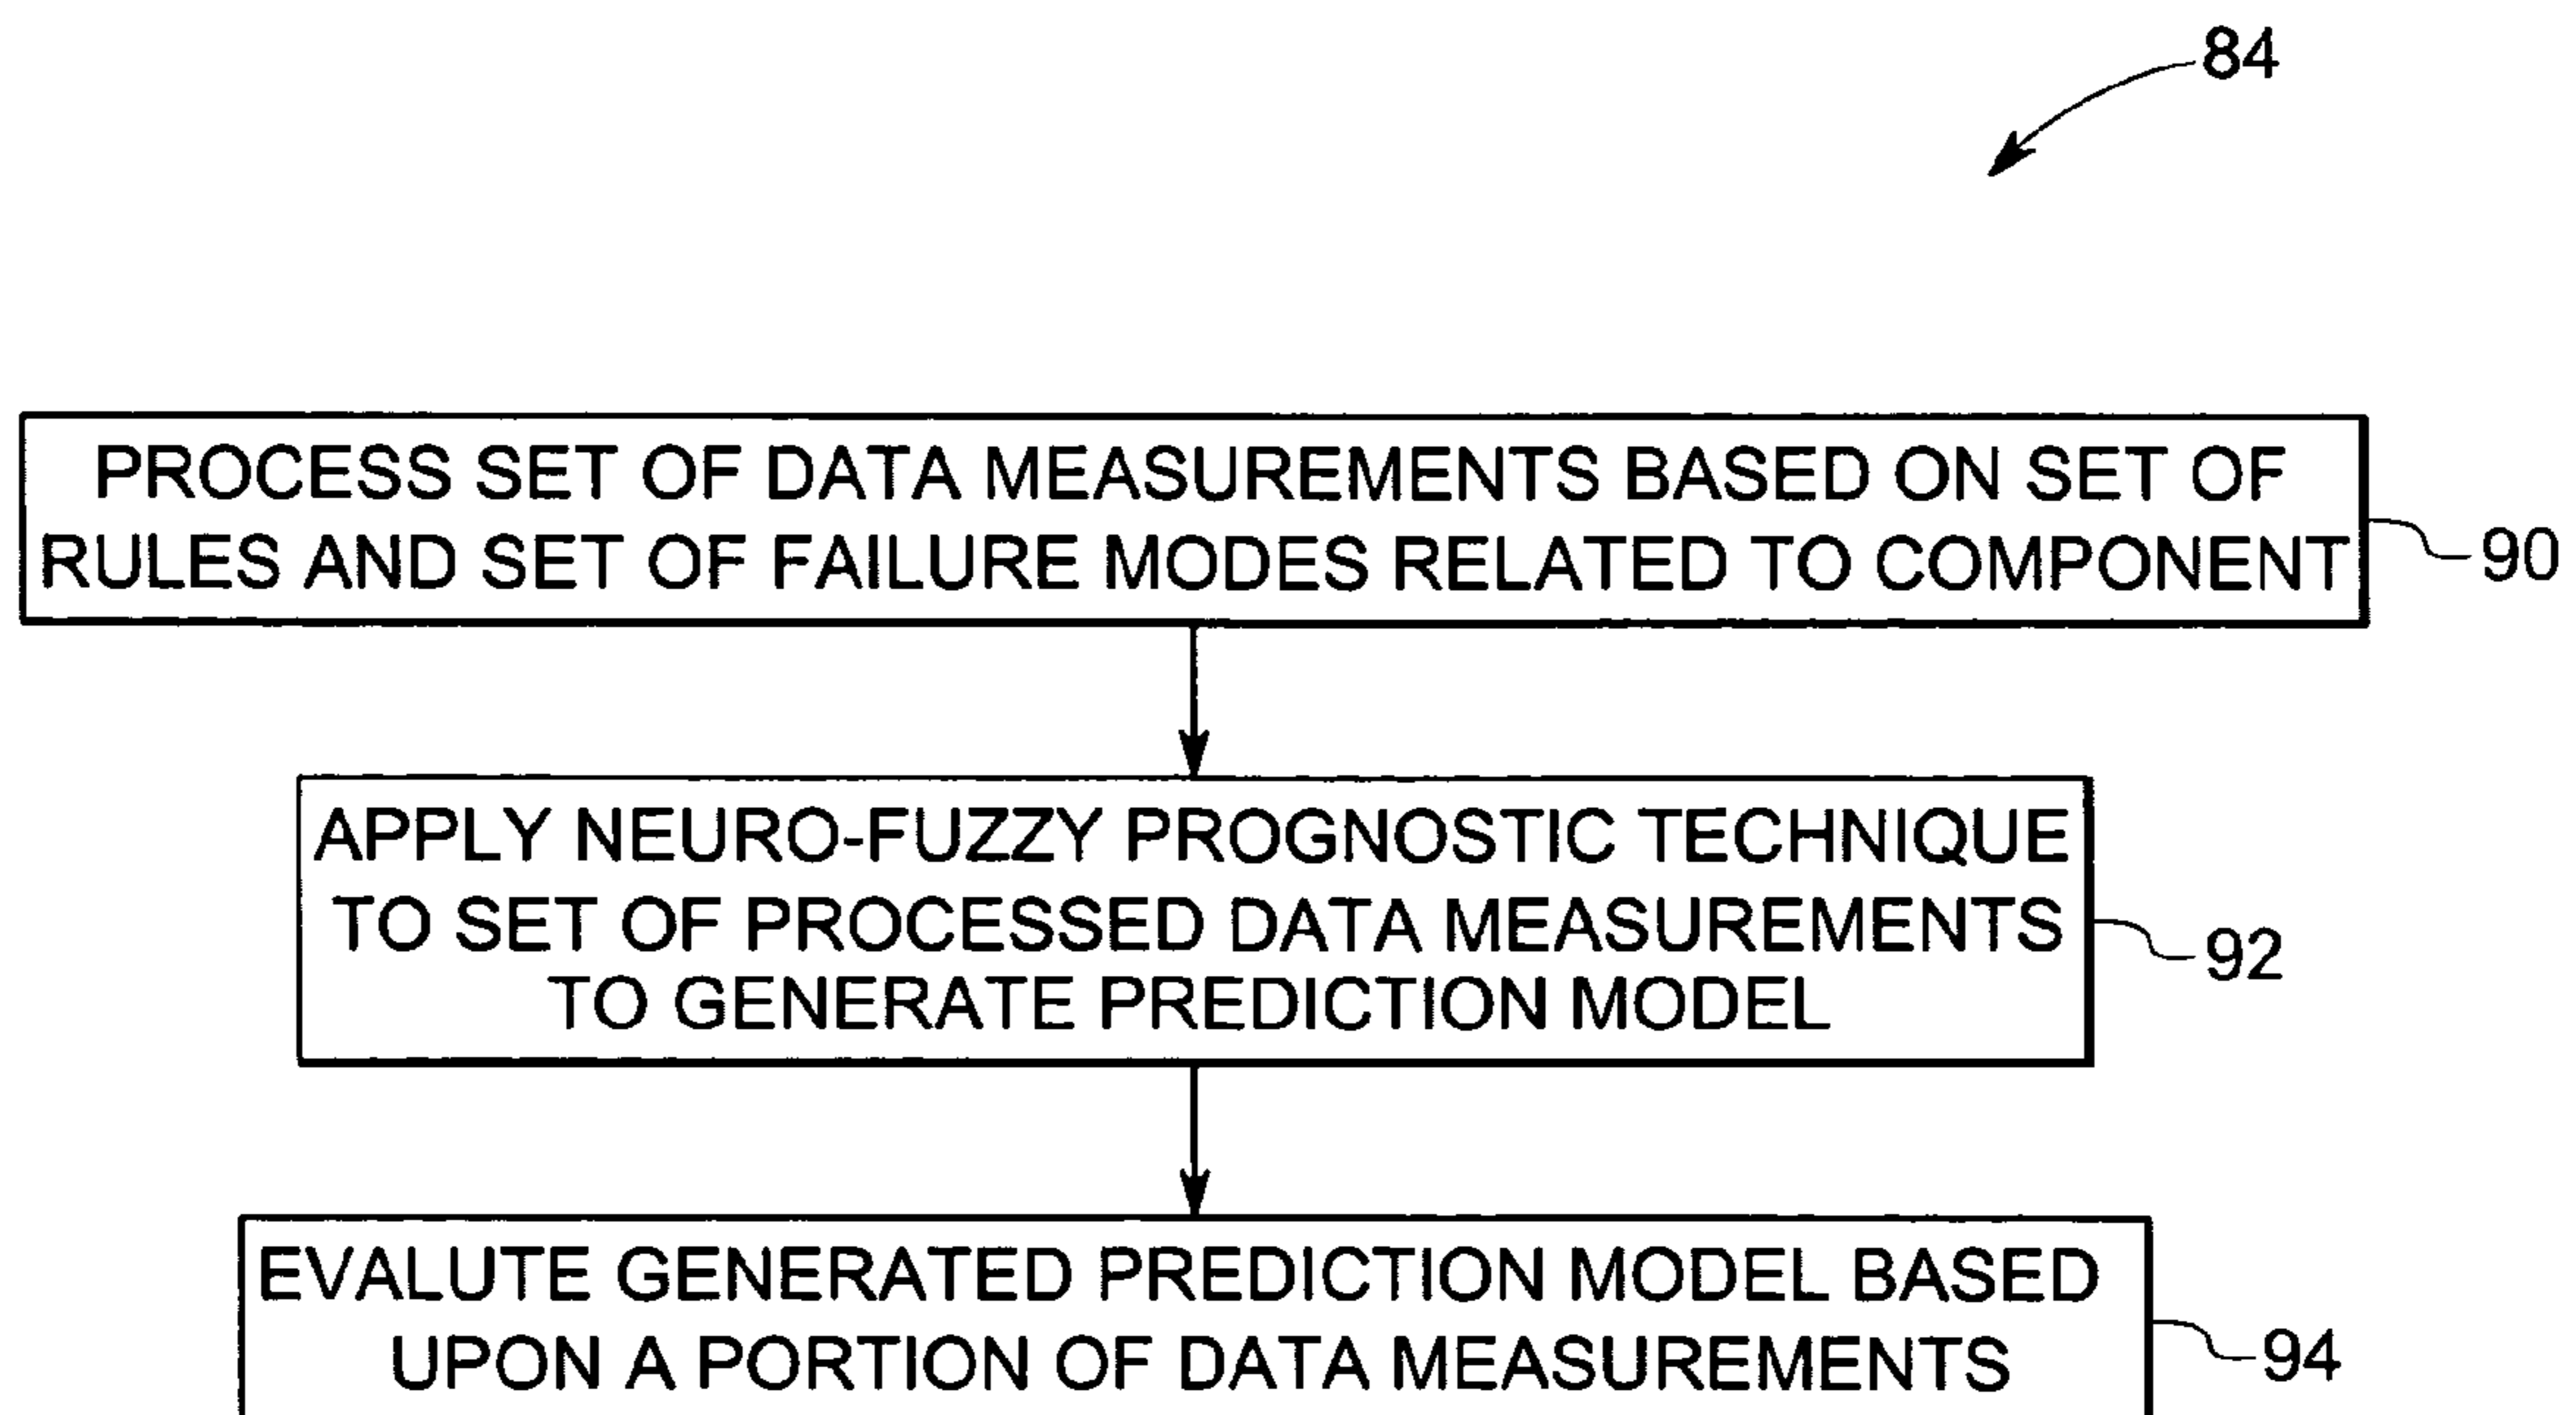 84
PROCESS SET OF DATA MEASUREMENTS BASED ON SET OF
RULES AND SET OF FAILURE MODES RELATED TO COMPONENT
90
APPLY NEURO-FUZZY PROGNOSTIC TECHNIQUE
TO SET OF PROCESSED DATA MEASUREMENTS
TO GENERATE PREDICTION MODEL
92
EVALUTE GENERATED PREDICTION MODEL BASED
UPON A PORTION OF DATA MEASUREMENTS
94